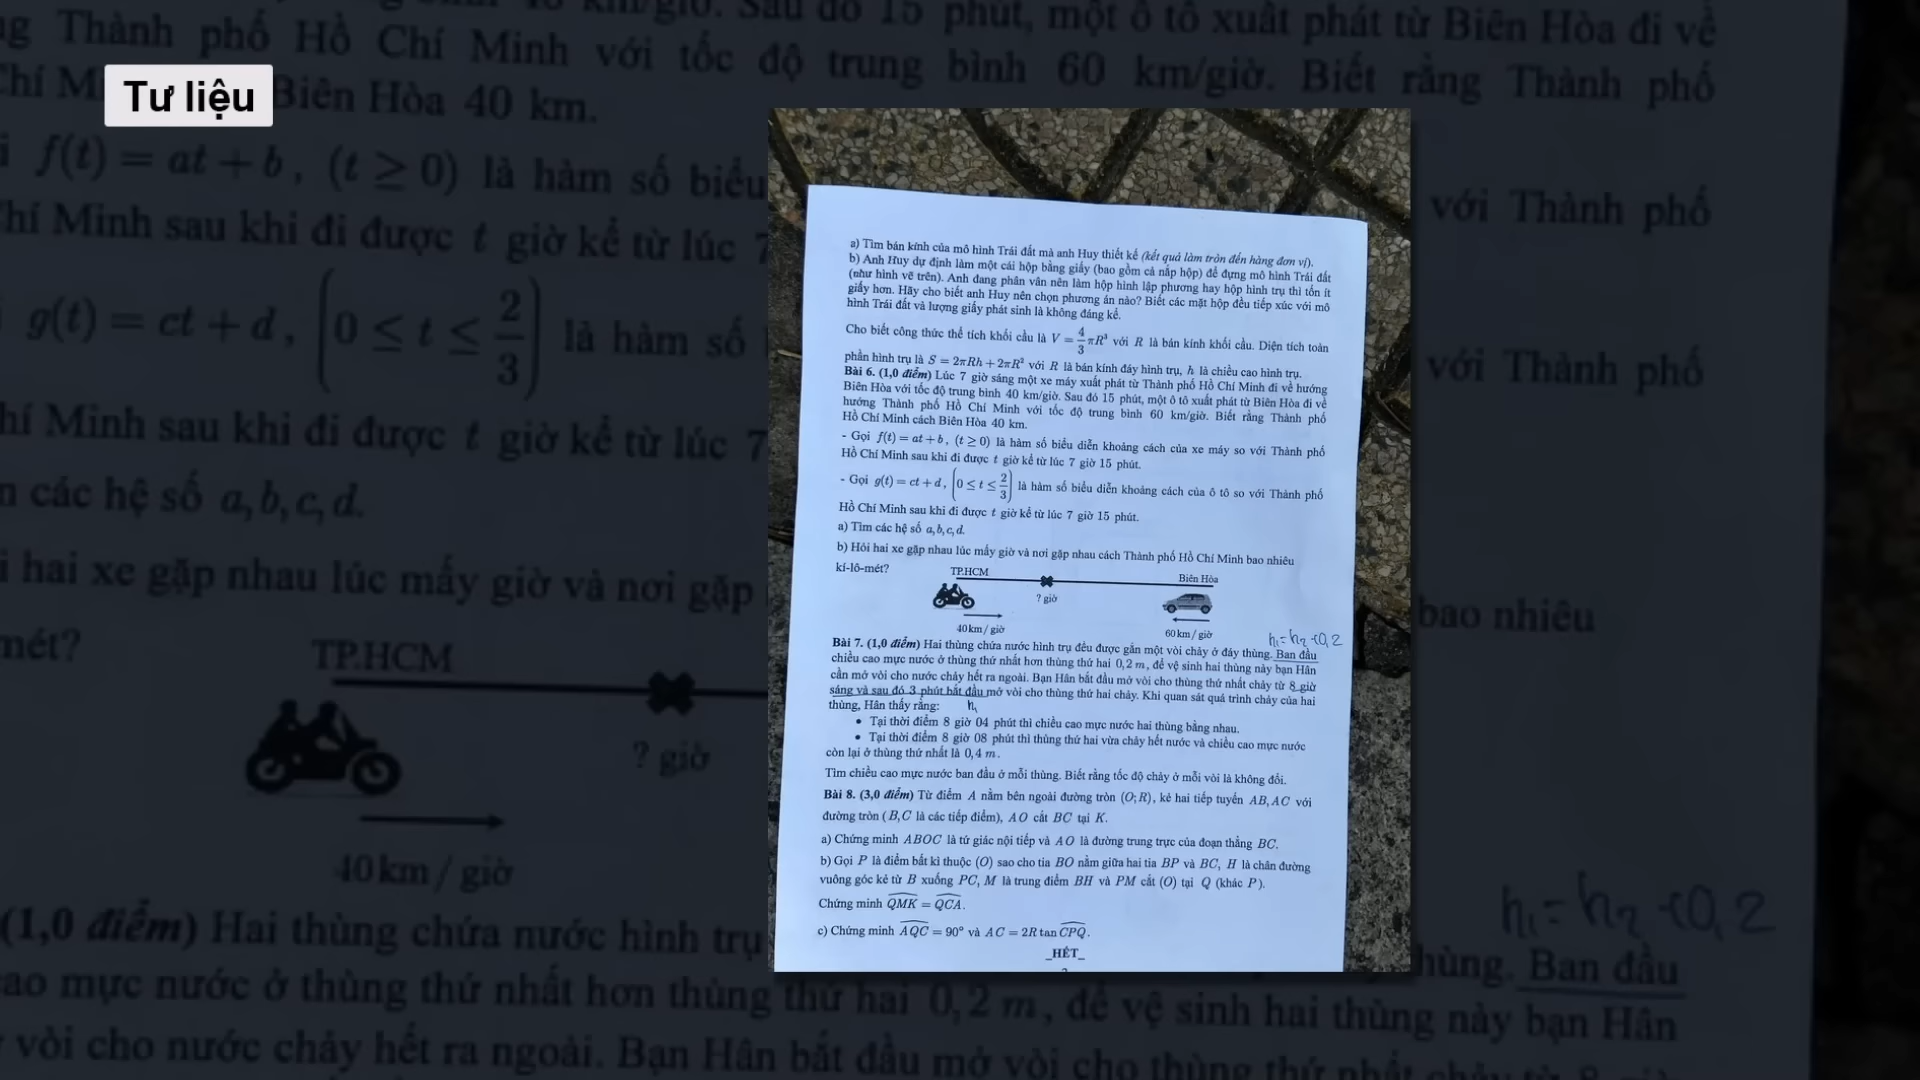 Tư liệu
a) Tìm bán kính của mô hình Trái đất mà anh Huy thiết kế (kết quả làm tròn đến hàng đơn vị).
b) Anh Huy dự định làm một cái hộp bằng giấy (bao gồm cả nắp hộp) để đựng mô hình Trái đất
(như hình vẽ trên). Anh đang phân vân nên làm hộp hình lập phương hay hộp hình trụ thì tốn ít
giấy hơn. Hãy cho biết anh Huy nên chọn phương án nào? Biết các mặt hộp đều tiếp xúc với mô
hình Trái đất và lượng giấy phát sinh là không đáng kể.
Cho biết công thức thể tích khối cầu là V = 4/3 πR³ với R là bán kính khối cầu. Diện tích toàn
phần hình trụ là S = 2πRh + 2πR² với R là bán kính đáy hình trụ, h là chiều cao hình trụ.
Bài 6. (1,0 điểm) Lúc 7 giờ sáng một xe máy xuất phát từ Thành phố Hồ Chí Minh đi về hướng
Biên Hòa với tốc độ trung bình 40 km/giờ. Sau đó 15 phút, một ô tô xuất phát từ Biên Hòa đi về
hướng Thành phố Hồ Chí Minh với tốc độ trung bình 60 km/giờ. Biết rằng Thành phố
Hồ Chí Minh cách Biên Hòa 40 km.
- Gọi f(t) = at + b, (t ≥ 0) là hàm số biểu diễn khoảng cách của xe máy so với Thành phố
Hồ Chí Minh sau khi đi được t giờ kể từ lúc 7 giờ 15 phút.
- Gọi g(t) = ct + d, (0 ≤ t ≤ 2/3) là hàm số biểu diễn khoảng cách của ô tô so với Thành phố
Hồ Chí Minh sau khi đi được t giờ kể từ lúc 7 giờ 15 phút.
a) Tìm các hệ số a, b, c, d.
b) Hỏi hai xe gặp nhau lúc mấy giờ và nơi gặp nhau cách Thành phố Hồ Chí Minh bao nhiêu
kí-lô-mét?
TP.HCM
Biên Hòa
? giờ
40 km / giờ
60 km / giờ
h₁ = h₂ + 0,2
Bài 7. (1,0 điểm) Hai thùng chứa nước hình trụ đều được gắn một vòi chảy ở đáy thùng. Ban đầu
chiều cao mực nước ở thùng thứ nhất hơn thùng thứ hai 0,2 m, để vệ sinh hai thùng này bạn Hân
cần mở vòi cho nước chảy hết ra ngoài. Bạn Hân bắt đầu mở vòi cho thùng thứ nhất chảy từ 8 giờ
sáng và sau đó 3 phút bắt đầu mở vòi cho thùng thứ hai chảy. Khi quan sát quá trình chảy của hai
thùng, Hân thấy rằng:
h₁
• Tại thời điểm 8 giờ 04 phút thì chiều cao mực nước hai thùng bằng nhau.
• Tại thời điểm 8 giờ 08 phút thì thùng thứ hai vừa chảy hết nước và chiều cao mực nước
còn lại ở thùng thứ nhất là 0,4 m.
Tìm chiều cao mực nước ban đầu ở mỗi thùng. Biết rằng tốc độ chảy ở mỗi vòi là không đổi.
Bài 8. (3,0 điểm) Từ điểm A nằm bên ngoài đường tròn (O;R), kẻ hai tiếp tuyến AB, AC với
đường tròn (B,C là các tiếp điểm), AO cắt BC tại K.
a) Chứng minh ABOC là tứ giác nội tiếp và AO là đường trung trực của đoạn thẳng BC.
b) Gọi P là điểm bất kì thuộc (O) sao cho tia BO nằm giữa hai tia BP và BC, H là chân đường
vuông góc kẻ từ B xuống PC, M là trung điểm BH và PM cắt (O) tại Q (khác P).
Chứng minh QMK = QCA.
c) Chứng minh AQC = 90° và AC = 2R tan CPQ.
_HẾT_